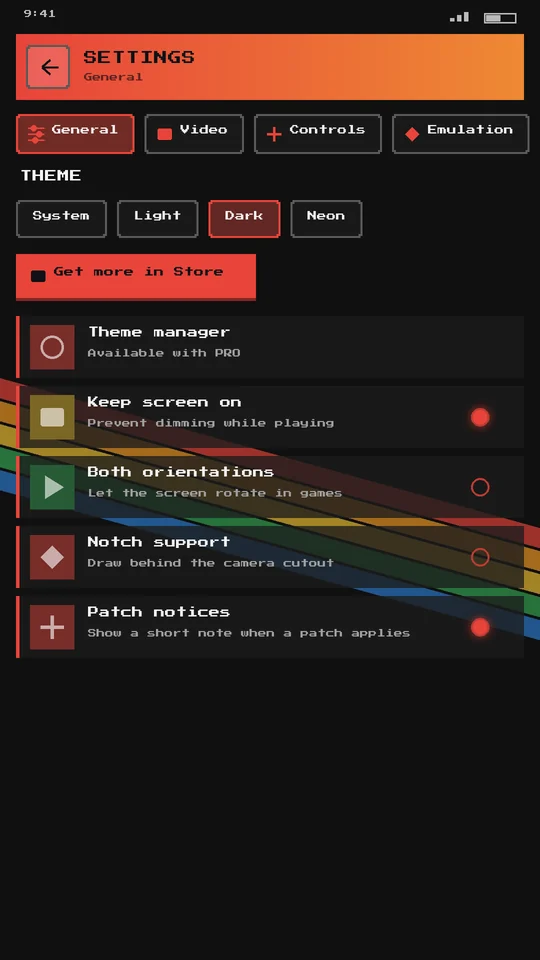 9:41
SETTINGS
General
General Video Controls Emulation
THEME
System Light Dark Neon
Get more in Store
Theme manager
Available with PRO
Keep screen on
Prevent dimming while playing
Both orientations
Let the screen rotate in games
Notch support
Draw behind the camera cutout
Patch notices
Show a short note when a patch applies